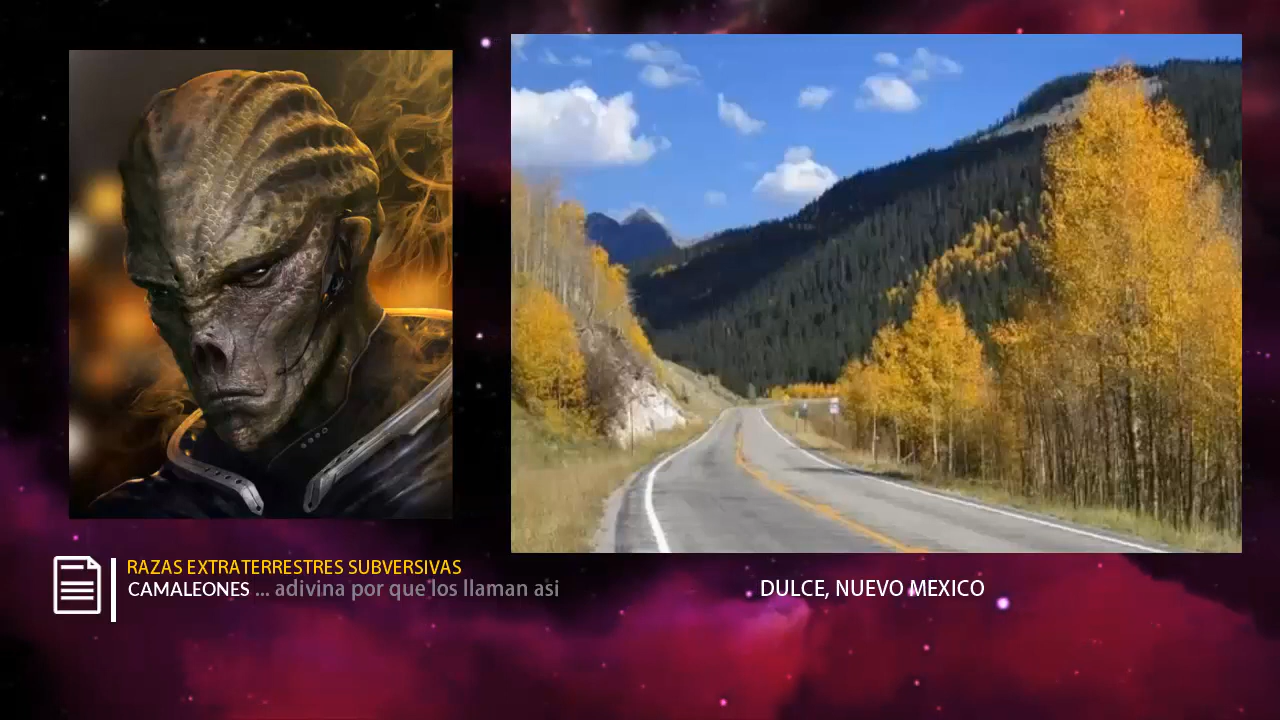 RAZAS EXTRATERRESTRES SUBVERSIVAS
CAMALEONES ... adivina por que los llaman asi
DULCE, NUEVO MEXICO